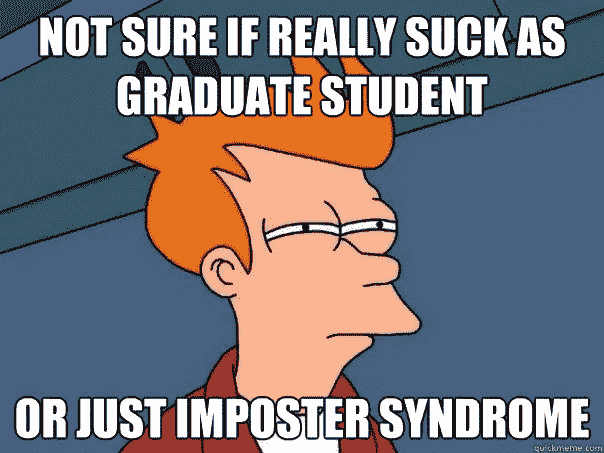 NOT SURE IF REALLY SUCK AS
GRADUATE STUDENT
OR JUST IMPOSTER SYNDROME
quickmeme.com